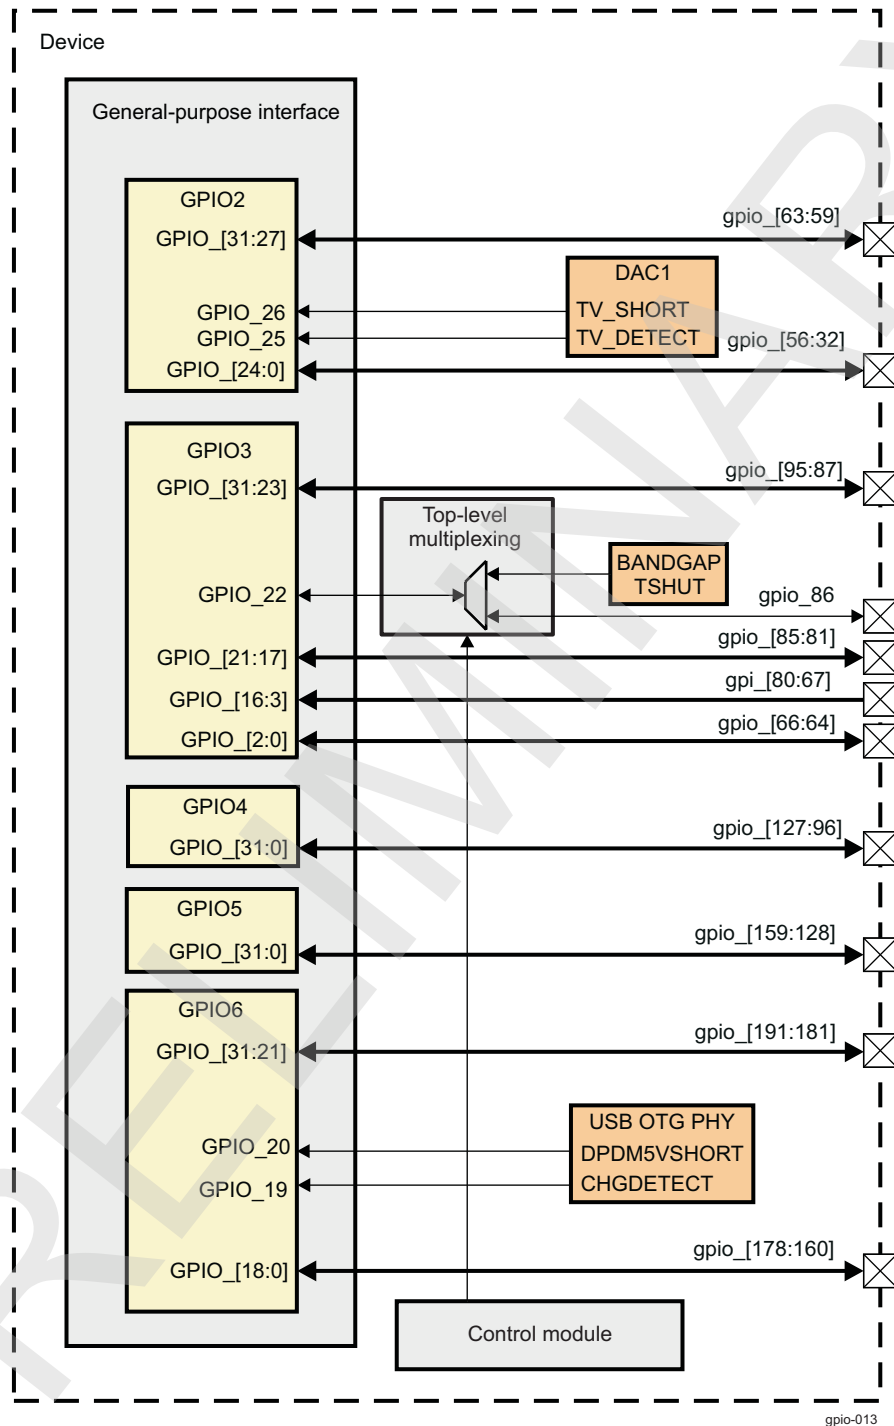 Device
General-purpose interface
GPIO2
GPIO_[31:27]
gpio_[63:59]
DAC1
GPIO_26
TV_SHORT
GPIO_25
TV_DETECT
gpio_[56:32]
GPIO_[24:0]
GPIO3
GPIO_[31:23]
gpio_[95:87]
Top-level
multiplexing
BANDGAP
TSHUT
GPIO_22
gpio_86
GPIO_[21:17]
gpio_[85:81]
GPIO_[16:3]
gpi_[80:67]
GPIO_[2:0]
gpio_[66:64]
GPIO4
GPIO_[31:0]
gpio_[127:96]
GPIO5
GPIO_[31:0]
gpio_[159:128]
GPIO6
GPIO_[31:21]
gpio_[191:181]
USB OTG PHY
GPIO_20
DPDM5VSHORT
GPIO_19
CHGDETECT
GPIO_[18:0]
gpio_[178:160]
Control module
gpio-013
RELIMINAR